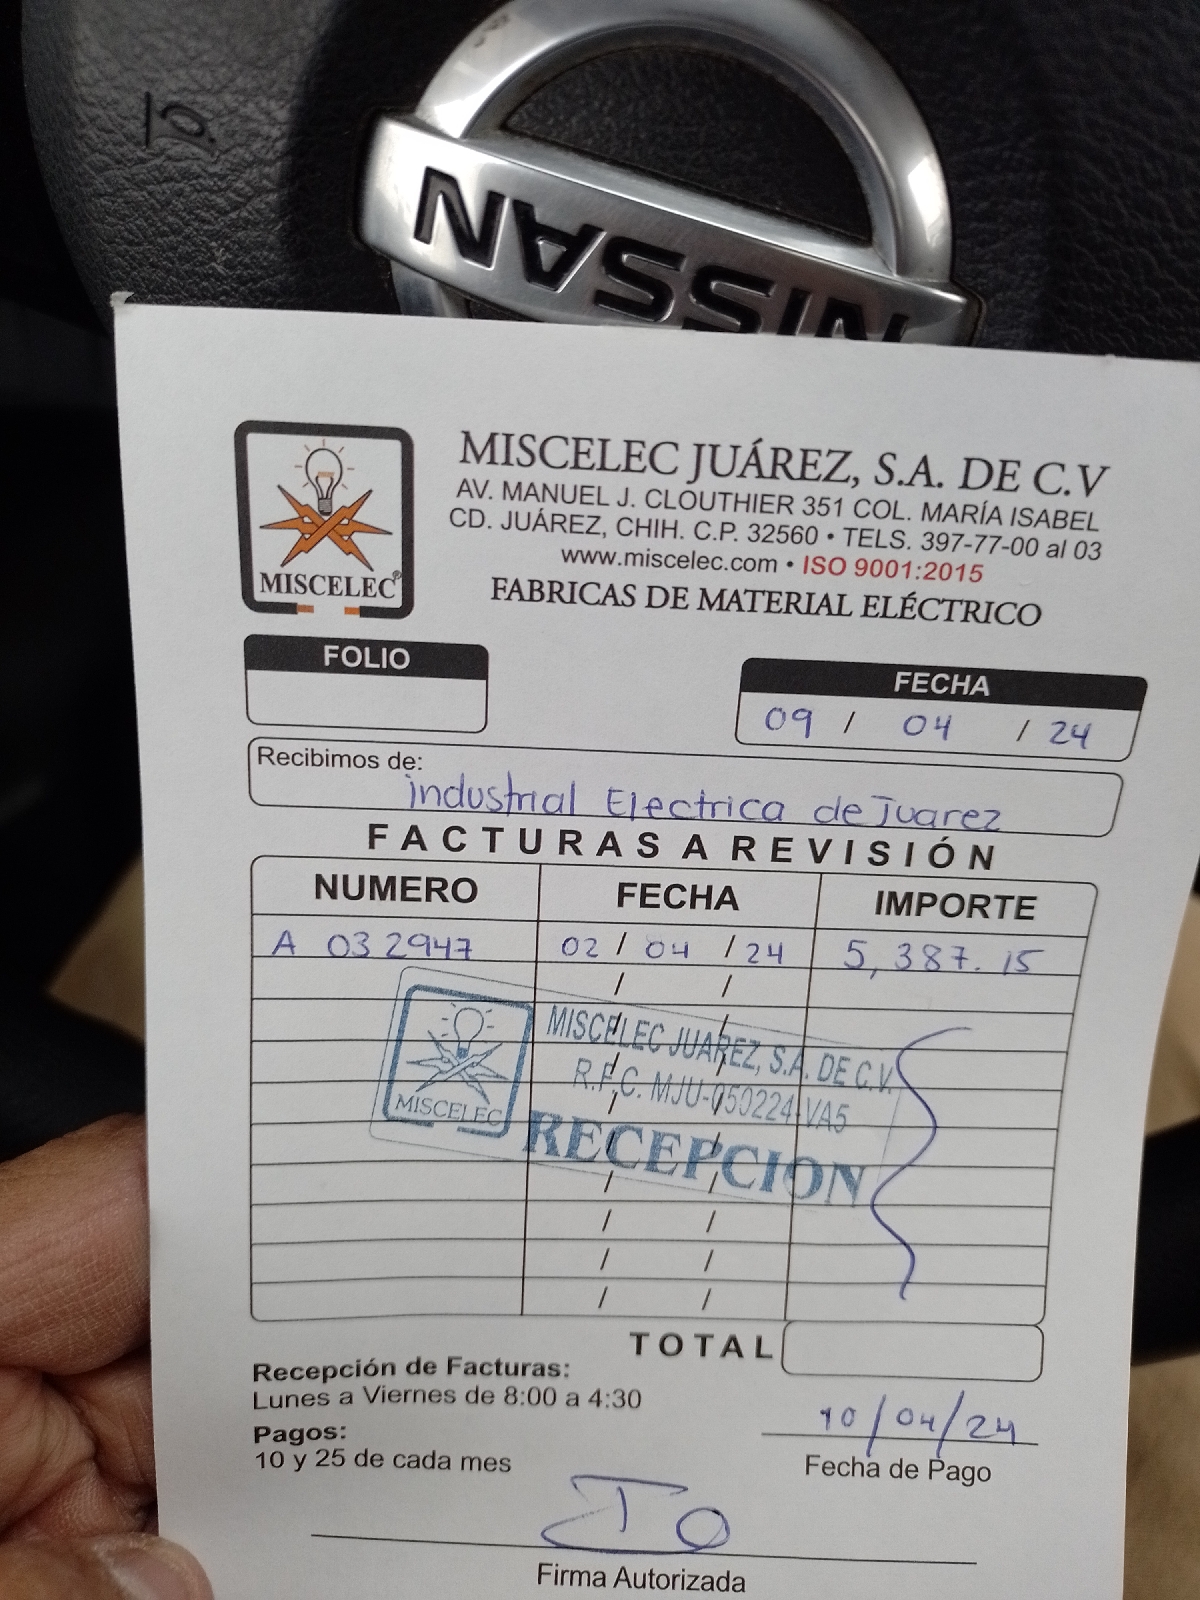 NISSAN
MISCELEC®
MISCELEC JUÁREZ, S.A. DE C.V
AV. MANUEL J. CLOUTHIER 351 COL. MARÍA ISABEL
CD. JUÁREZ, CHIH. C.P. 32560 • TELS. 397-77-00 al 03
www.miscelec.com • ISO 9001:2015
FABRICAS DE MATERIAL ELÉCTRICO
FOLIO
FECHA
09 / 04 / 24
Recibimos de:
industrial Electrica de Juarez
FACTURAS A REVISIÓN
NUMERO FECHA IMPORTE
A 032947 02 / 04 / 24 5,387.15
/ /
MISCELEC
MISCELEC JUAREZ, S.A. DE C.V.
R.F.C. MJU-050224-VA5
RECEPCION
/ /
/ /
/ /
/ /
/ /
/ /
/ /
/ /
TOTAL
Recepción de Facturas:
Lunes a Viernes de 8:00 a 4:30
Pagos:
10 y 25 de cada mes
10/04/24
Fecha de Pago
Firma Autorizada